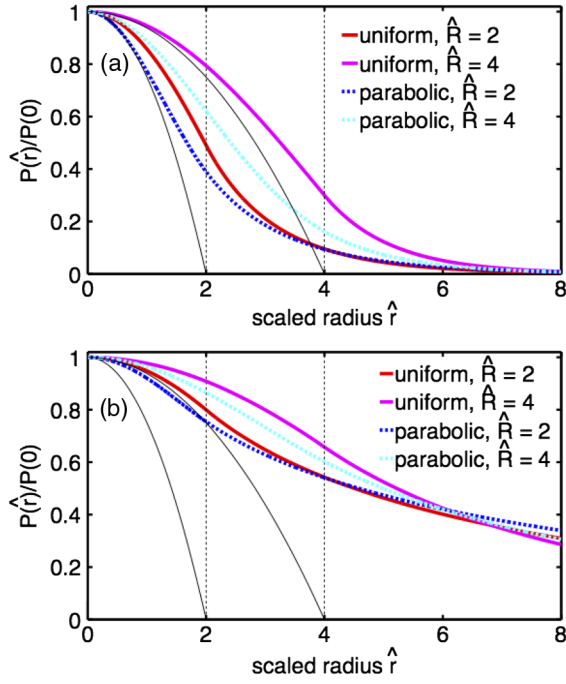 1
0.8
0.6
0.4
0.2
0
P(r̂)/P(0)
(a)
uniform, R̂ = 2
uniform, R̂ = 4
parabolic, R̂ = 2
parabolic, R̂ = 4
0 2 4 6 8
scaled radius r̂
1
0.8
0.6
0.4
0.2
0
P(r̂)/P(0)
(b)
uniform, R̂ = 2
uniform, R̂ = 4
parabolic, R̂ = 2
parabolic, R̂ = 4
0 2 4 6 8
scaled radius r̂